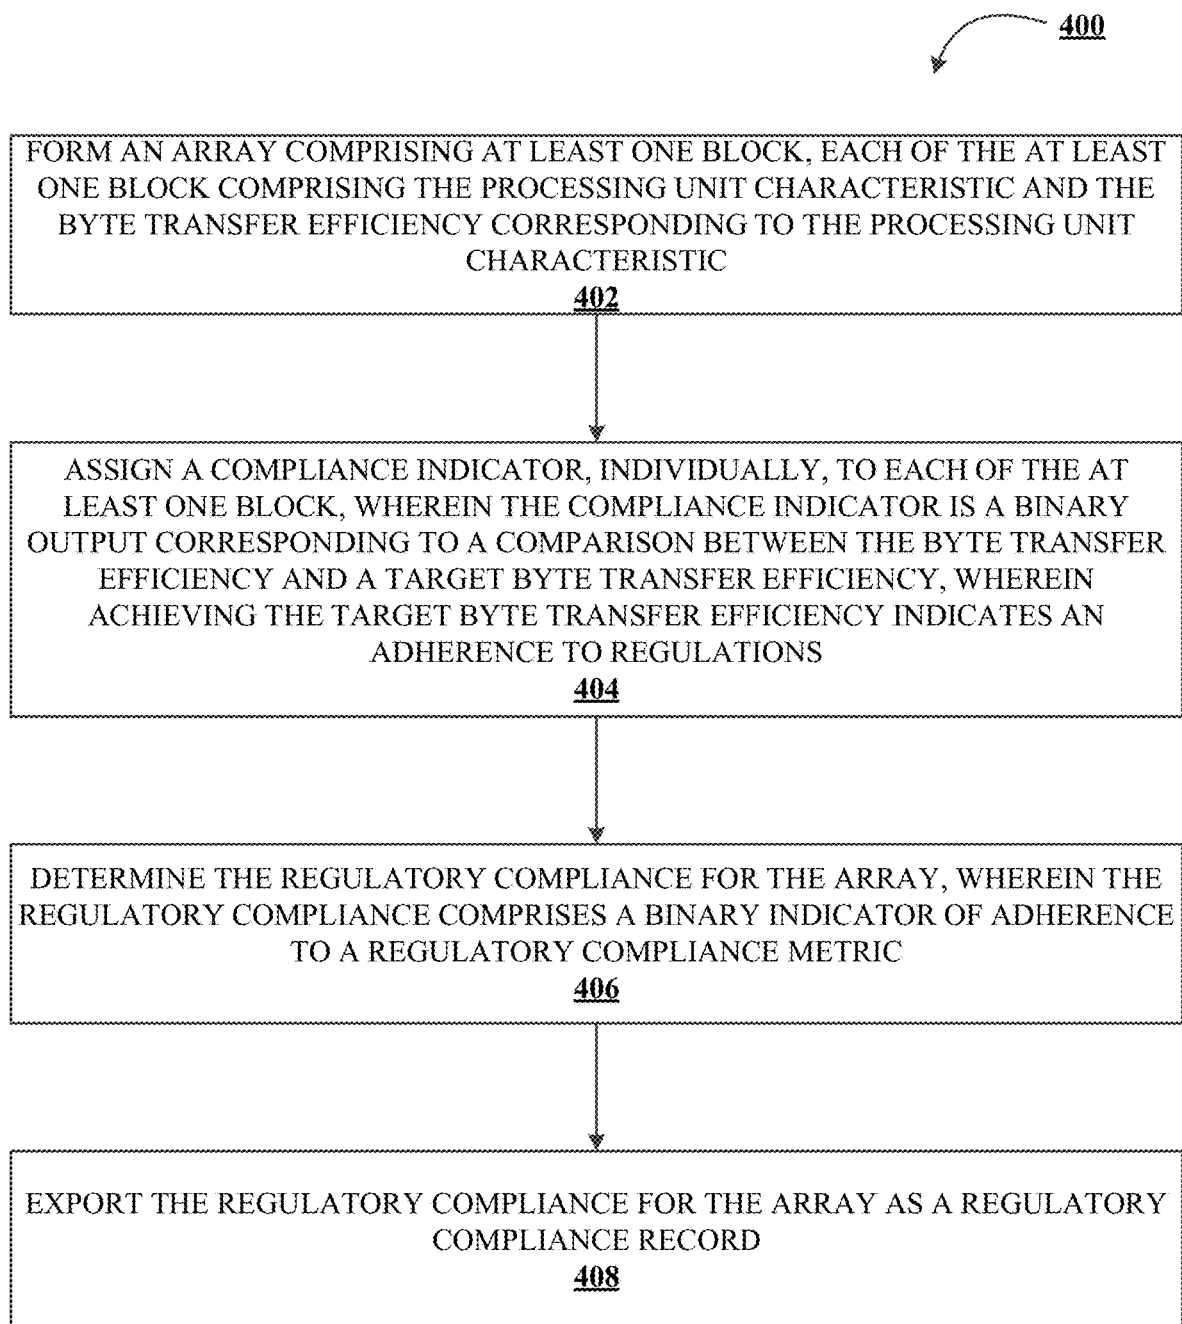 400
FORM AN ARRAY COMPRISING AT LEAST ONE BLOCK, EACH OF THE AT LEAST
ONE BLOCK COMPRISING THE PROCESSING UNIT CHARACTERISTIC AND THE
BYTE TRANSFER EFFICIENCY CORRESPONDING TO THE PROCESSING UNIT
CHARACTERISTIC
402
ASSIGN A COMPLIANCE INDICATOR, INDIVIDUALLY, TO EACH OF THE AT
LEAST ONE BLOCK, WHEREIN THE COMPLIANCE INDICATOR IS A BINARY
OUTPUT CORRESPONDING TO A COMPARISON BETWEEN THE BYTE TRANSFER
EFFICIENCY AND A TARGET BYTE TRANSFER EFFICIENCY, WHEREIN
ACHIEVING THE TARGET BYTE TRANSFER EFFICIENCY INDICATES AN
ADHERENCE TO REGULATIONS
404
DETERMINE THE REGULATORY COMPLIANCE FOR THE ARRAY, WHEREIN THE
REGULATORY COMPLIANCE COMPRISES A BINARY INDICATOR OF ADHERENCE
TO A REGULATORY COMPLIANCE METRIC
406
EXPORT THE REGULATORY COMPLIANCE FOR THE ARRAY AS A REGULATORY
COMPLIANCE RECORD
408